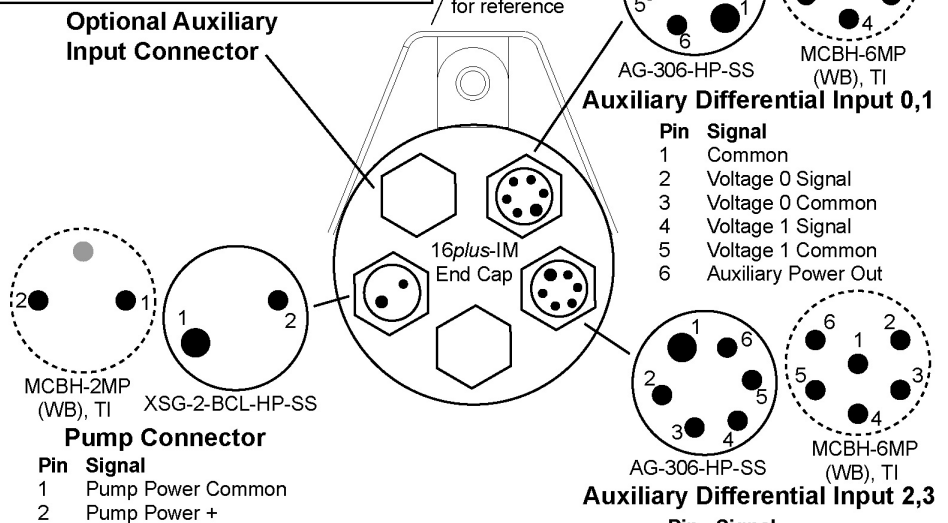 for reference
Optional Auxiliary
Input Connector
5
1
6
4
AG-306-HP-SS
MCBH-6MP
(WB), TI
Auxiliary Differential Input 0,1
Pin Signal
1 Common
2 Voltage 0 Signal
3 Voltage 0 Common
4 Voltage 1 Signal
5 Voltage 1 Common
6 Auxiliary Power Out
16plus-IM
End Cap
2
1
MCBH-2MP
(WB), TI
1
2
XSG-2-BCL-HP-SS
Pump Connector
Pin Signal
1 Pump Power Common
2 Pump Power +
1
6
2
5
3
4
AG-306-HP-SS
6
2
1
5
3
4
MCBH-6MP
(WB), TI
Auxiliary Differential Input 2,3
Pin Signal